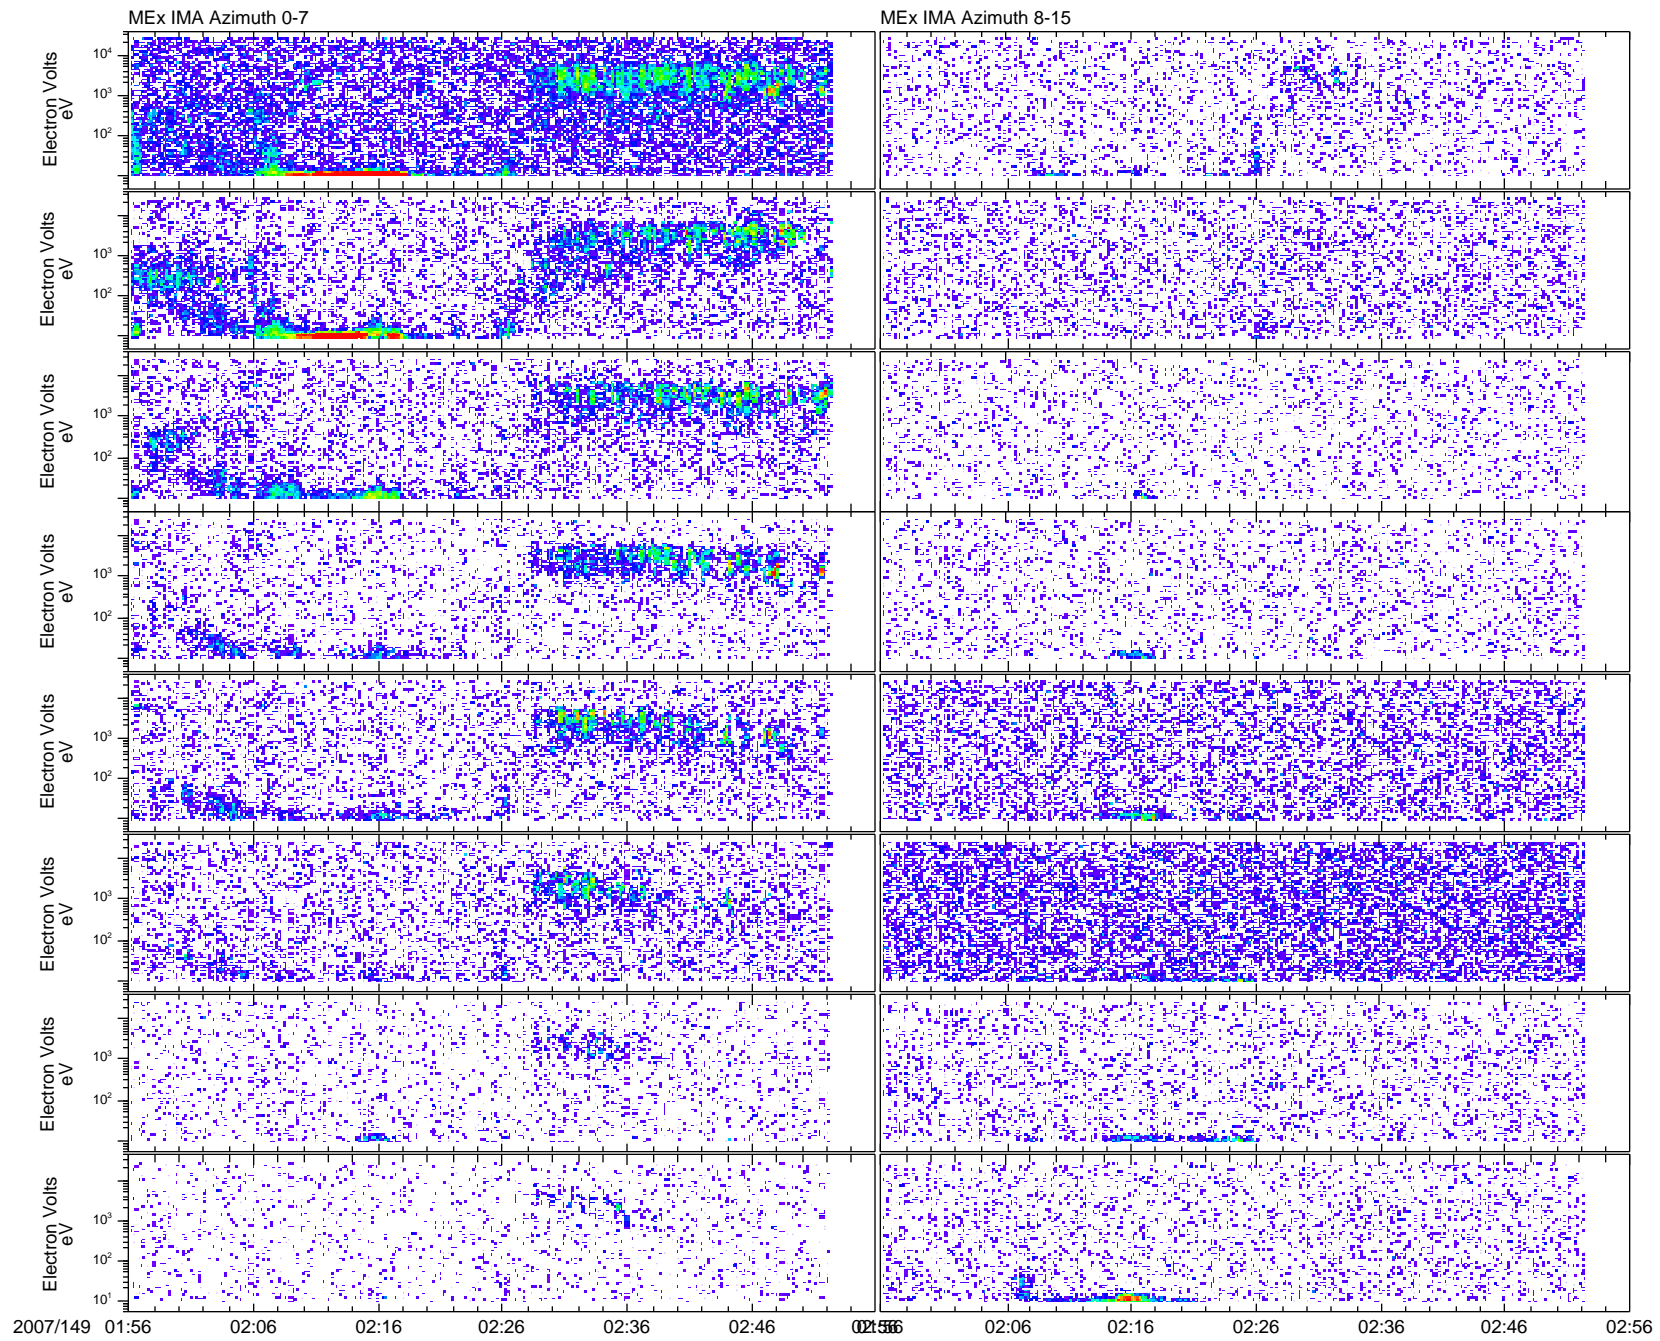 MEx IMA Azimuth 0-7 MEx IMA Azimuth 8-15
Electron Volts
eV
10⁴
10³
10²
Electron Volts
eV
10³
10²
Electron Volts
eV
10³
10²
Electron Volts
eV
10³
10²
Electron Volts
eV
10³
10²
Electron Volts
eV
10³
10²
Electron Volts
eV
10³
10²
Electron Volts
eV
10³
10²
10¹
2007/149 01:56 02:06 02:16 02:26 02:36 02:46 02:06 02:16 02:26 02:36 02:46 02:56